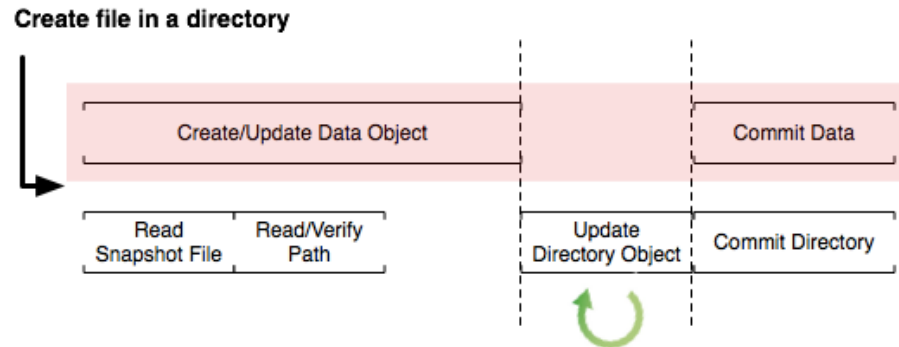 Create file in a directory
Create/Update Data Object
Commit Data
Read
Snapshot File
Read/Verify
Path
Update
Directory Object
Commit Directory